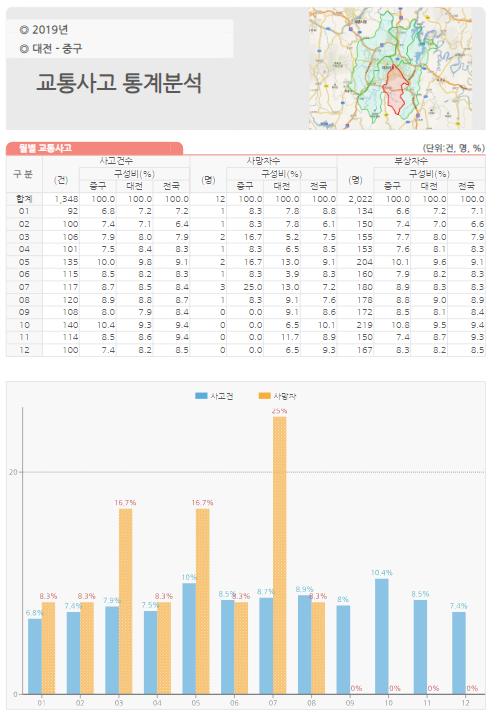 ◎ 2019년
◎ 대전 - 중구
교통사고 통계분석
월별 교통사고
(단위:건, 명, %)
구 분 사고건수 사망자수 부상자수
(건) 구성비(%) (명) 구성비(%) (명) 구성비(%)
중구 대전 전국 중구 대전 전국 중구 대전 전국
합계 1,348 100.0 100.0 100.0 12 100.0 100.0 100.0 2,022 100.0 100.0 100.0
01 92 6.8 7.2 7.2 1 8.3 7.8 8.8 134 6.6 7.2 7.1
02 100 7.4 7.1 6.4 1 8.3 7.8 6.1 150 7.4 7.0 6.6
03 106 7.9 8.0 7.9 2 16.7 5.2 7.5 155 7.7 8.0 7.9
04 101 7.5 8.4 8.3 1 8.3 6.5 8.5 153 7.6 8.1 8.3
05 135 10.0 9.8 9.1 2 16.7 13.0 9.1 204 10.1 9.6 9.1
06 115 8.5 8.2 8.3 1 8.3 3.9 8.3 160 7.9 8.2 8.3
07 117 8.7 8.5 8.4 3 25.0 13.0 7.2 180 8.9 8.3 8.3
08 120 8.9 8.8 8.7 1 8.3 9.1 7.6 178 8.8 9.0 8.9
09 108 8.0 7.9 8.4 0 0.0 9.1 8.6 172 8.5 8.1 8.4
10 140 10.4 9.3 9.4 0 0.0 6.5 10.1 219 10.8 9.5 9.4
11 114 8.5 8.6 9.4 0 0.0 11.7 8.9 150 7.4 8.7 9.3
12 100 7.4 8.2 8.5 0 0.0 6.5 9.3 167 8.3 8.2 8.5
사고건 사망자
25%
20
16.7% 16.7%
10% 10.4%
6.8% 8.3% 7.4% 8.3% 7.9% 7.5% 8.3% 8.5% 8.3% 8.7% 8.9% 8.3% 8% 8.5% 7.4%
0% 0% 0% 0%
0
01 02 03 04 05 06 07 08 09 10 11 12